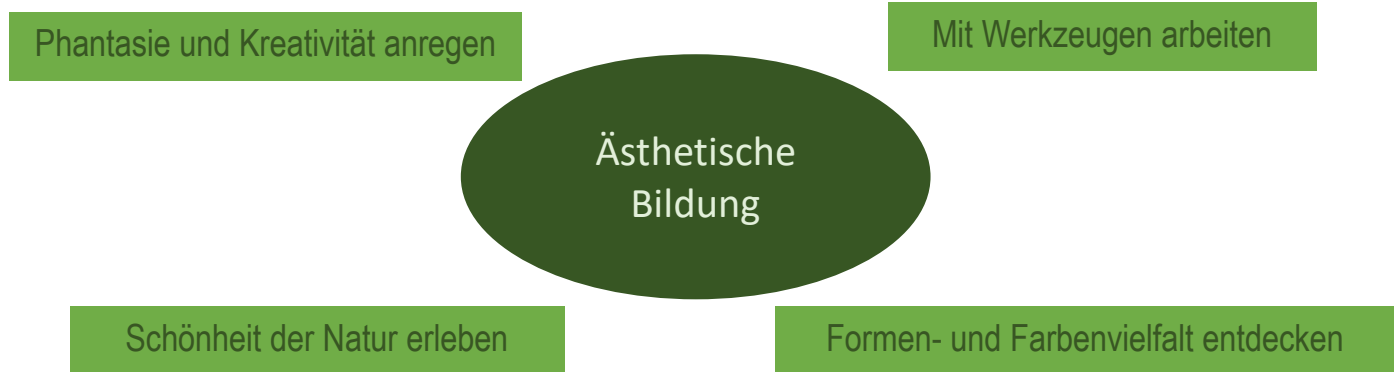 Phantasie und Kreativität anregen
Mit Werkzeugen arbeiten
Ästhetische
Bildung
Schönheit der Natur erleben
Formen- und Farbenvielfalt entdecken